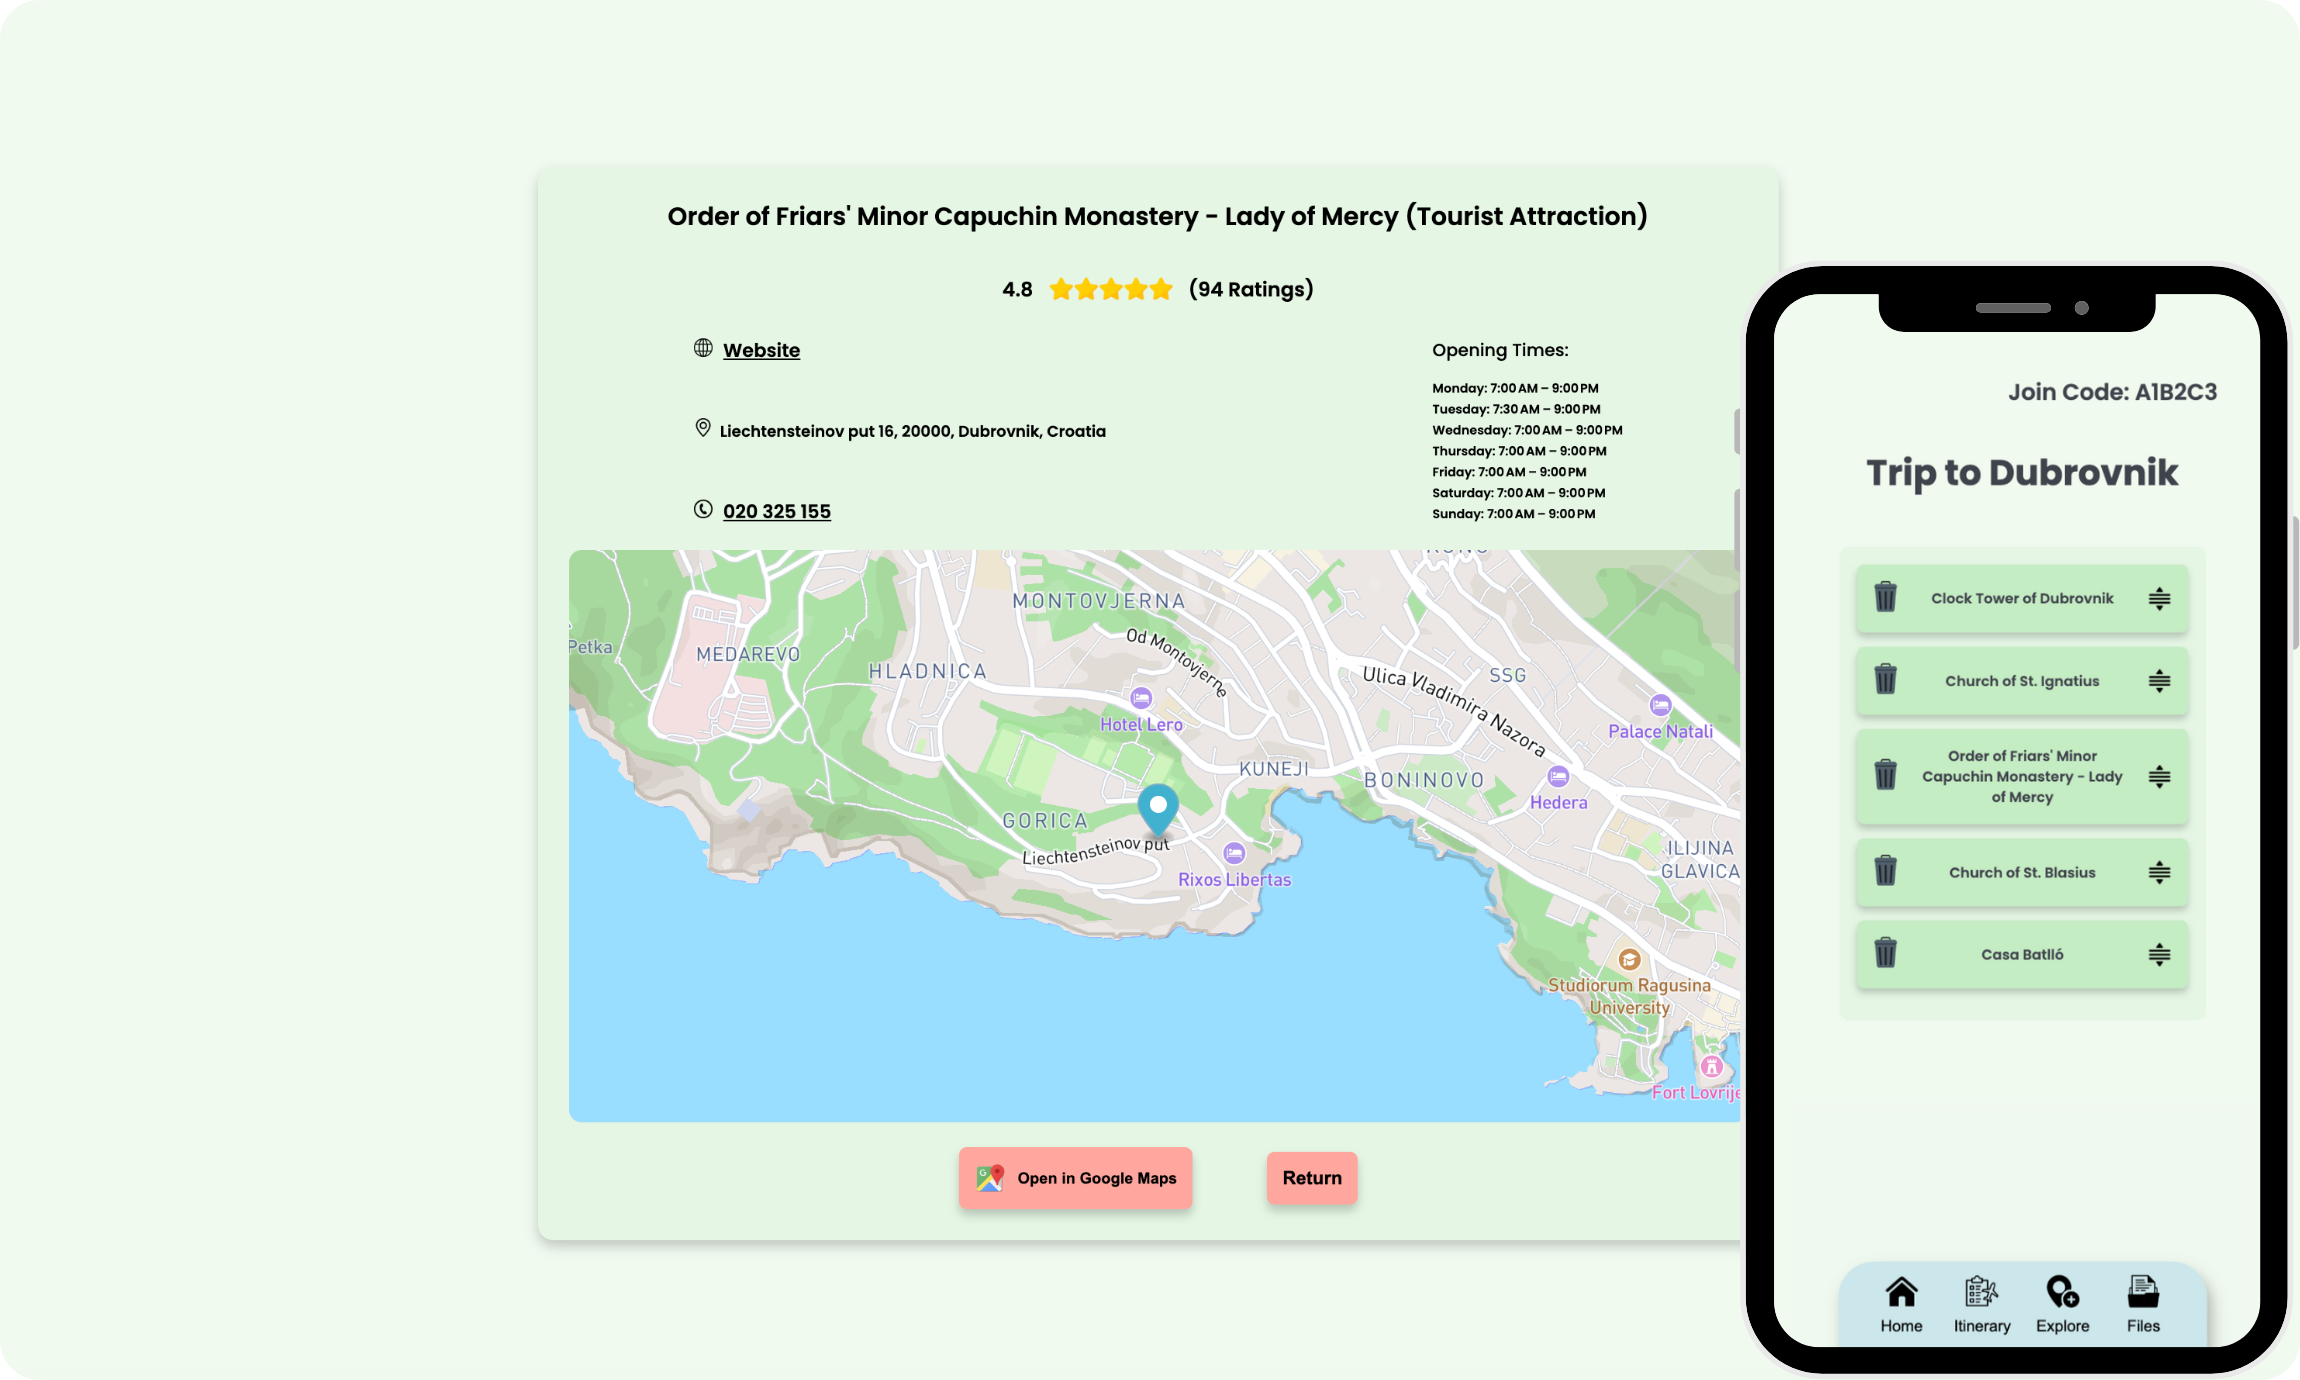 Order of Friars' Minor Capuchin Monastery - Lady of Mercy (Tourist Attraction)
4.8 (94 Ratings)
Website
Liechtensteinov put 16, 20000, Dubrovnik, Croatia
020 325 155
Opening Times:
Monday: 7:00 AM – 9:00 PM
Tuesday: 7:30 AM – 9:00 PM
Wednesday: 7:00 AM – 9:00 PM
Thursday: 7:00 AM – 9:00 PM
Friday: 7:00 AM – 9:00 PM
Saturday: 7:00 AM – 9:00 PM
Sunday: 7:00 AM – 9:00 PM
MONTOVJERNA
Od Montovjerne
Petka
MEDAREVO
HLADNICA
Ulica Vladimira Nazora
SSG
Hotel Lero
Palace Natali
KUNEJI
BONINOVO
Hedera
GORICA
Liechtensteinov put
ILIJINA
GLAVICA
Rixos Libertas
Studiorum Ragusina
University
Fort Lovrije
G
Open in Google Maps
Return
Join Code: A1B2C3
Trip to Dubrovnik
Clock Tower of Dubrovnik
Church of St. Ignatius
Order of Friars' Minor
Capuchin Monastery - Lady
of Mercy
Church of St. Blasius
Casa Batlló
Home
Itinerary
Explore
Files